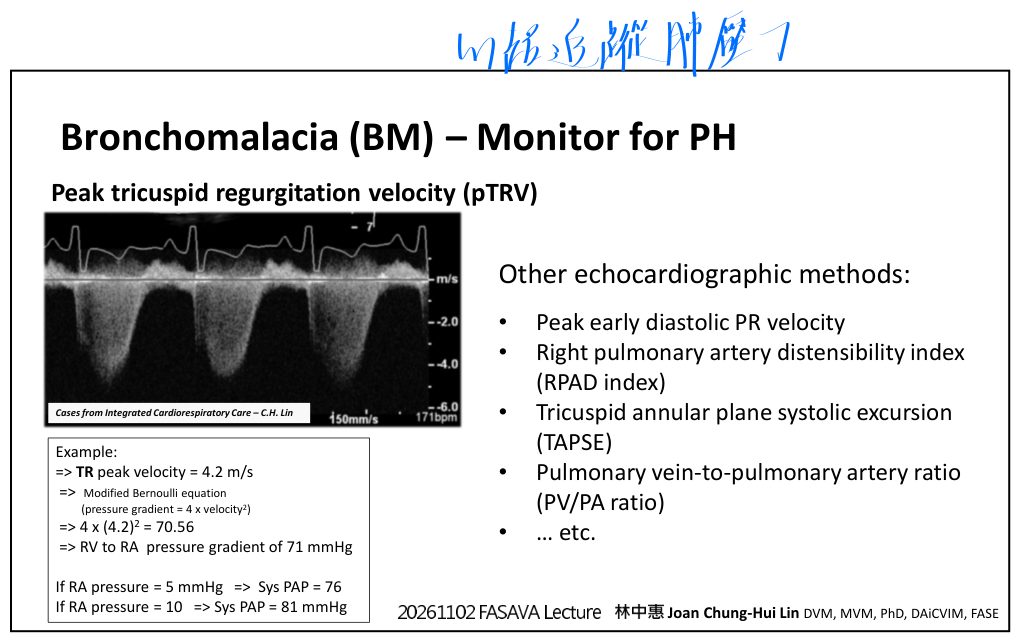 追蹤肺壓
Bronchomalacia (BM) – Monitor for PH
Peak tricuspid regurgitation velocity (pTRV)
7
m/s
-2.0
-4.0
-6.0
150mm/s
171bpm
Cases from Integrated Cardiorespiratory Care – C.H. Lin
Example:
=> TR peak velocity = 4.2 m/s
=> Modified Bernoulli equation
(pressure gradient = 4 x velocity²)
=> 4 x (4.2)² = 70.56
=> RV to RA pressure gradient of 71 mmHg
If RA pressure = 5 mmHg => Sys PAP = 76
If RA pressure = 10 => Sys PAP = 81 mmHg
Other echocardiographic methods:
• Peak early diastolic PR velocity
• Right pulmonary artery distensibility index
(RPAD index)
• Tricuspid annular plane systolic excursion
(TAPSE)
• Pulmonary vein-to-pulmonary artery ratio
(PV/PA ratio)
• … etc.
20261102 FASAVA Lecture 林中惠 Joan Chung-Hui Lin DVM, MVM, PhD, DAiCVIM, FASE